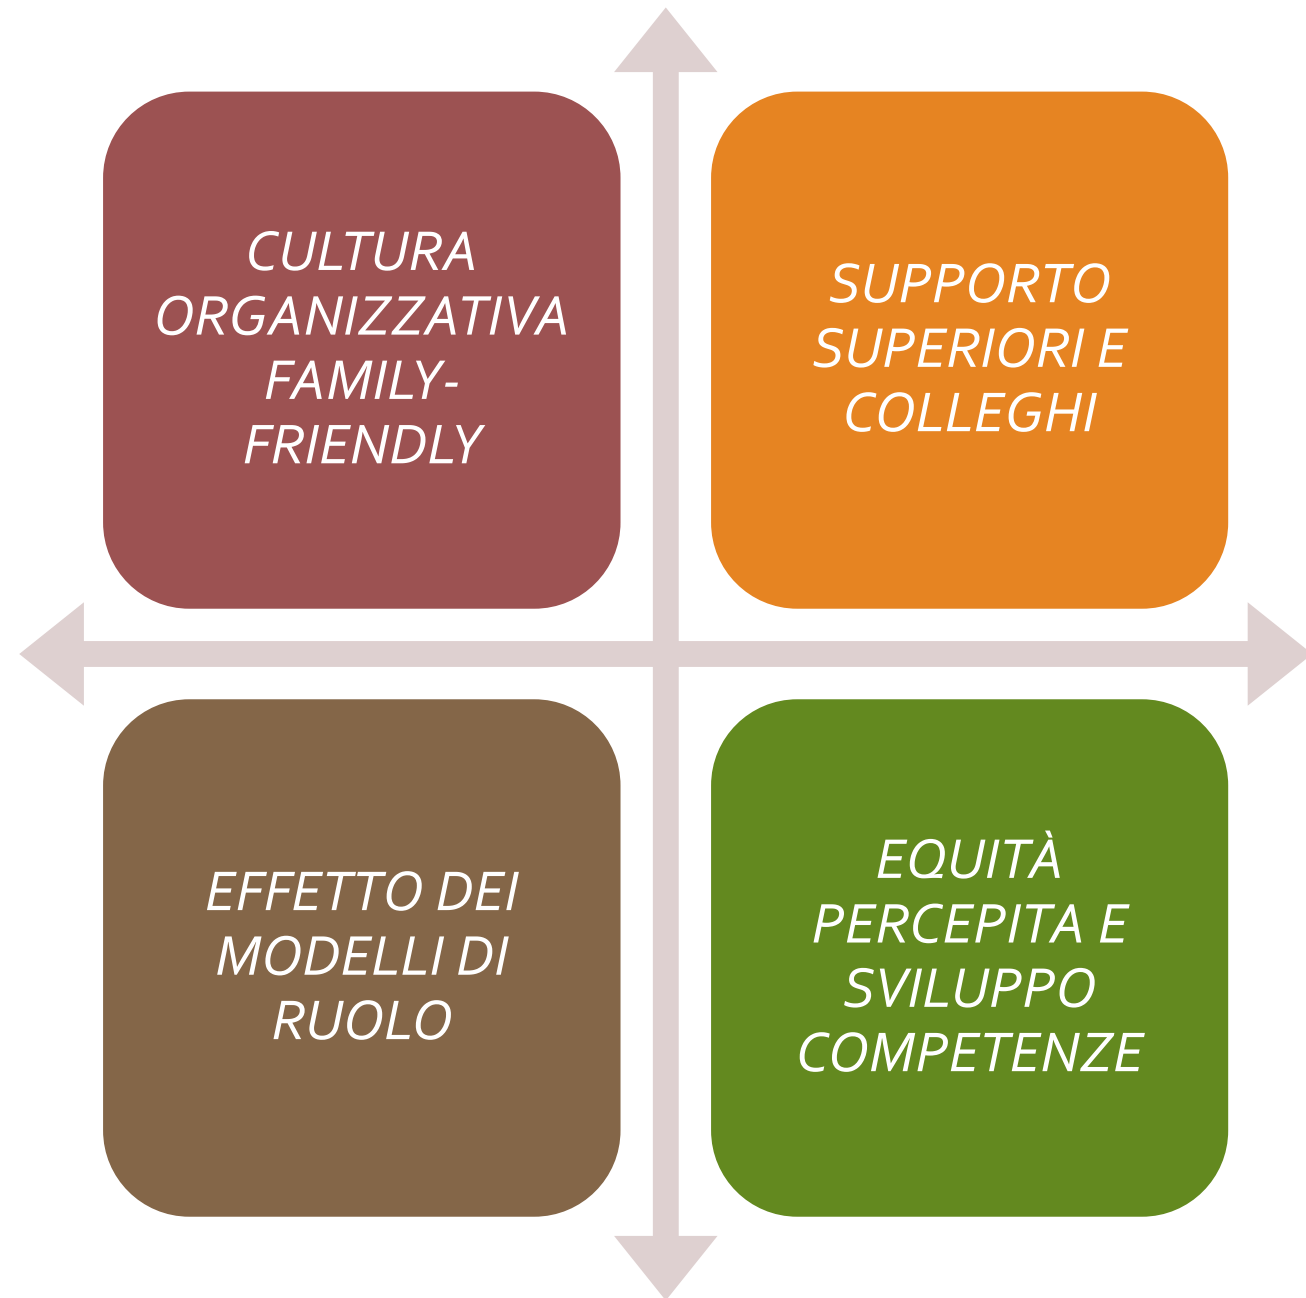 CULTURA
ORGANIZZATIVA
FAMILY-
FRIENDLY
SUPPORTO
SUPERIORI E
COLLEGHI
EFFETTO DEI
MODELLI DI
RUOLO
EQUITÀ
PERCEPITA E
SVILUPPO
COMPETENZE